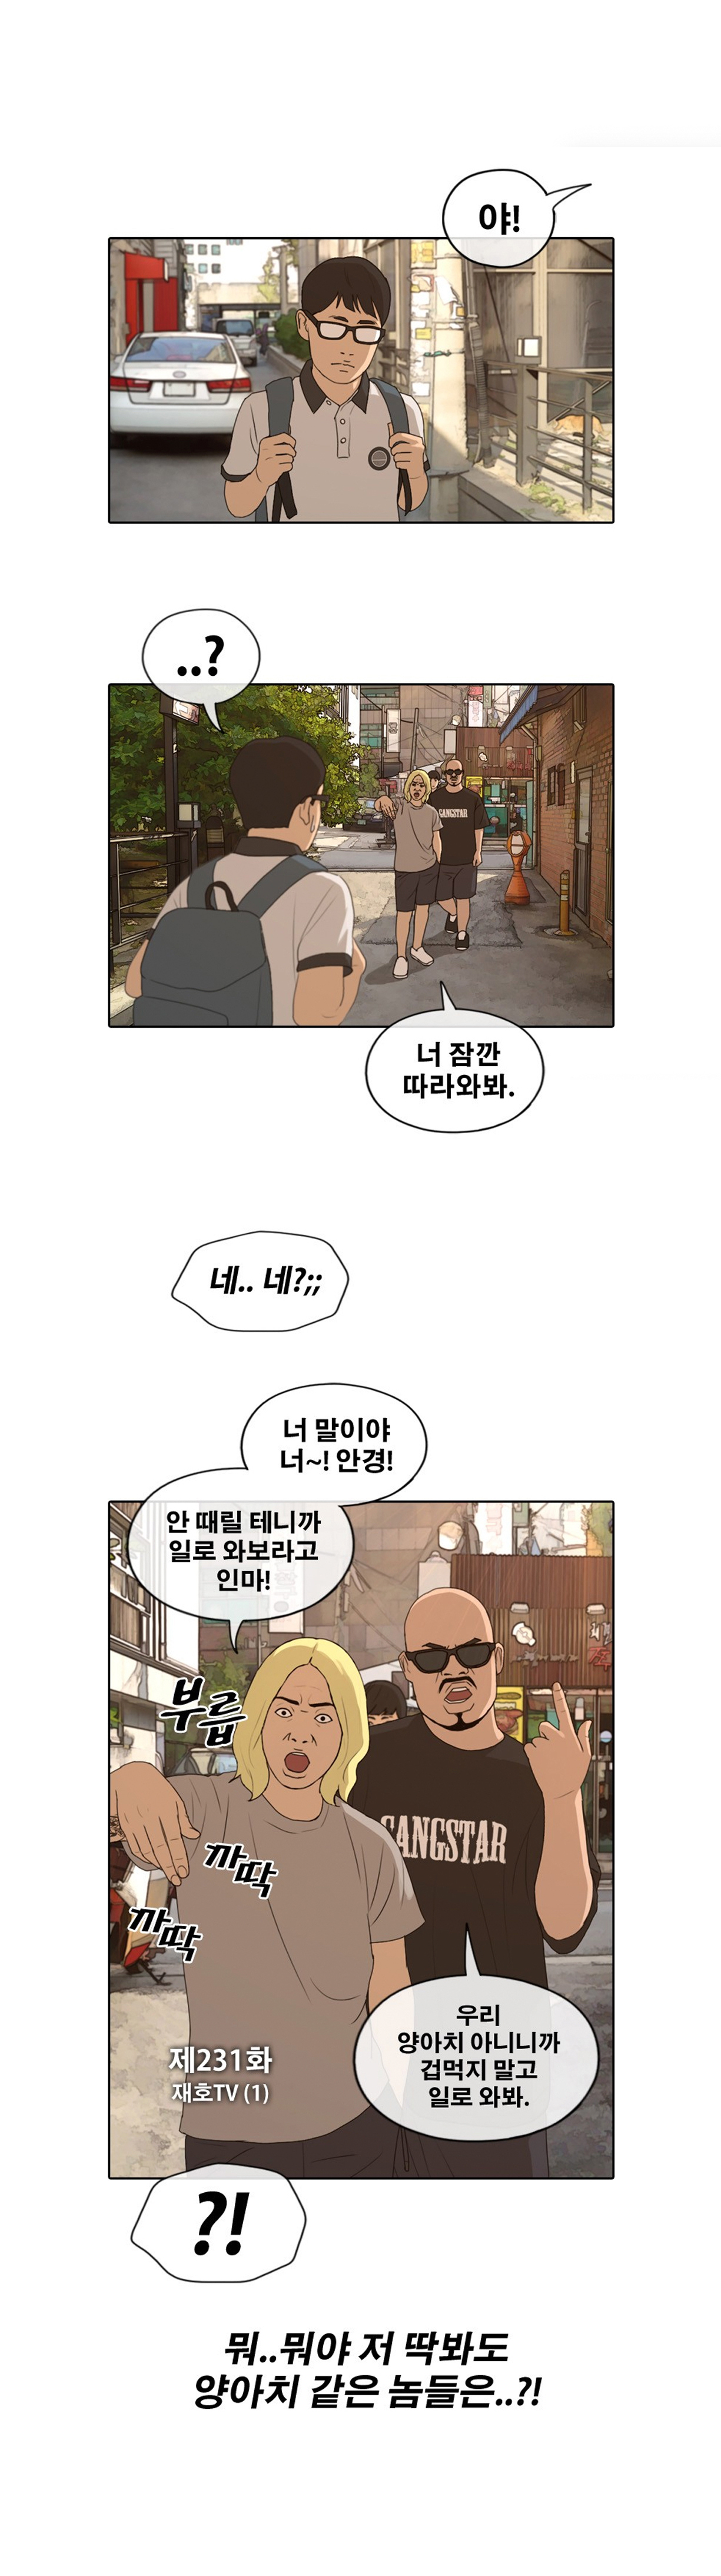 야!
..?
GANGSTAR
너 잠깐
따라와봐.
네.. 네?;;
너 말이야
너~! 안경!
안 때릴 테니까
일로 와보라고
인마!
부릅
까딱
까딱
GANGSTAR
우리
양아치 아니니까
겁먹지 말고
일로 와봐.
제231화
재호TV (1)
?!
뭐..뭐야 저 딱봐도
양아치 같은 놈들은..?!